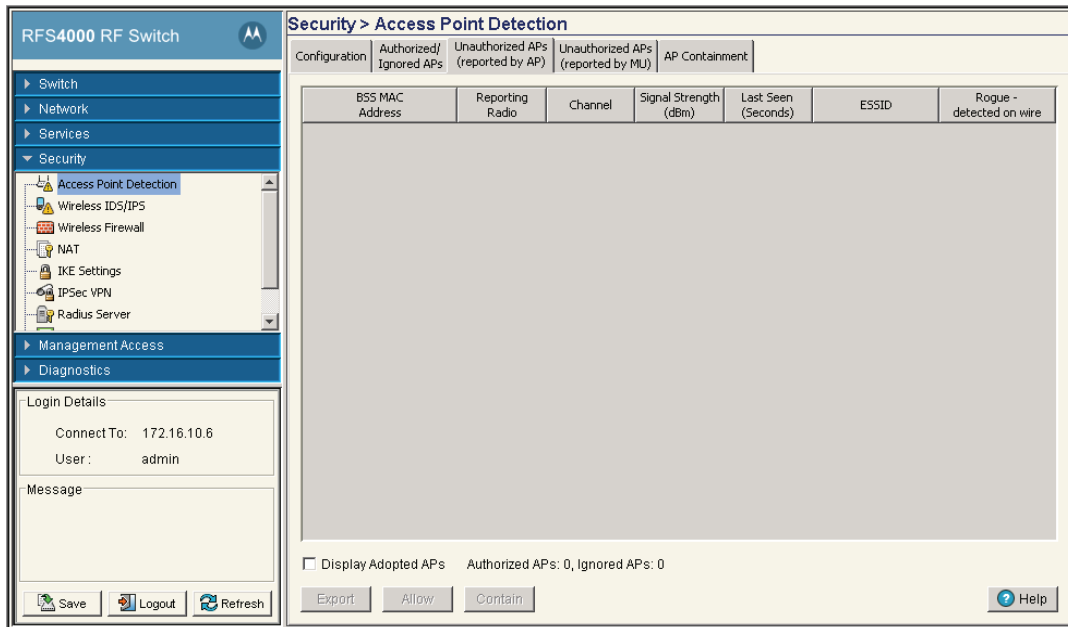 RFS4000 RF Switch
Switch
Network
Services
Security
Access Point Detection
Wireless IDS/IPS
Wireless Firewall
NAT
IKE Settings
IPSec VPN
Radius Server
Management Access
Diagnostics
Login Details
Connect To: 172.16.10.6
User : admin
Message
Save Logout Refresh
Security > Access Point Detection
Configuration
Authorized/
Ignored APs
Unauthorized APs
(reported by AP)
Unauthorized APs
(reported by MU)
AP Containment
BSS MAC
Address
Reporting
Radio
Channel
Signal Strength
(dBm)
Last Seen
(Seconds)
ESSID
Rogue -
detected on wire
Display Adopted APs Authorized APs: 0, Ignored APs: 0
Export Allow Contain Help